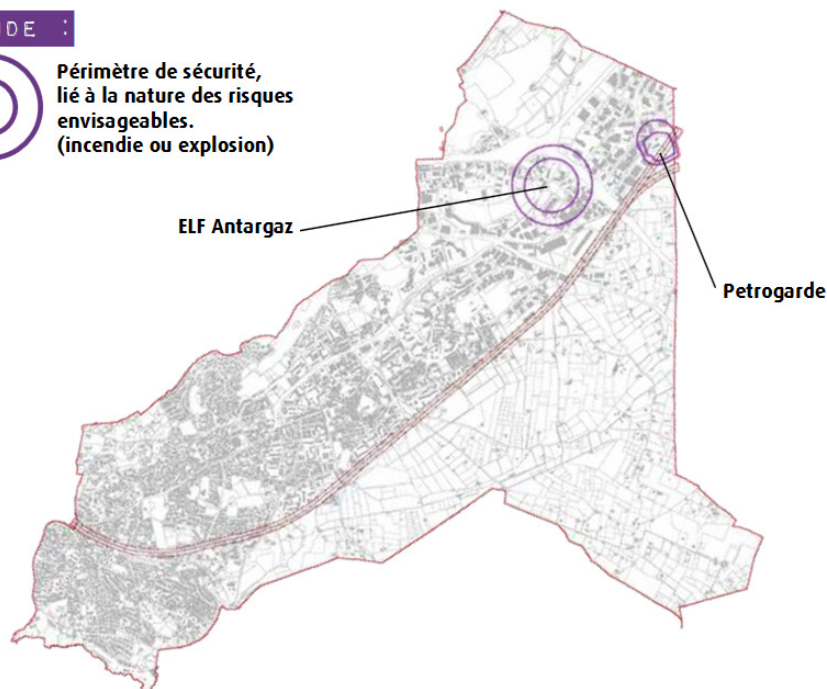 DE :
Périmètre de sécurité,
lié à la nature des risques
envisageables.
(incendie ou explosion)
ELF Antargaz
Petrogarde